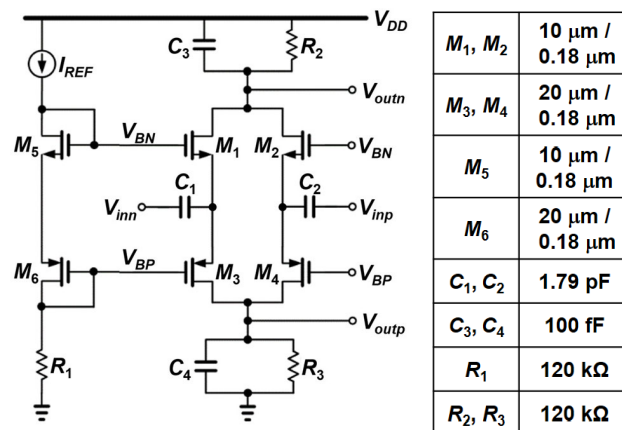 V_DD
C_3
R_2
I_REF
V_outn
V_BN
M_5
M_1
M_2
V_BN
C_1
C_2
V_inn
V_inp
V_BP
M_6
M_3
M_4
V_BP
V_outp
R_1
C_4
R_3
M_1, M_2 10 μm / 0.18 μm
M_3, M_4 20 μm / 0.18 μm
M_5 10 μm / 0.18 μm
M_6 20 μm / 0.18 μm
C_1, C_2 1.79 pF
C_3, C_4 100 fF
R_1 120 kΩ
R_2, R_3 120 kΩ